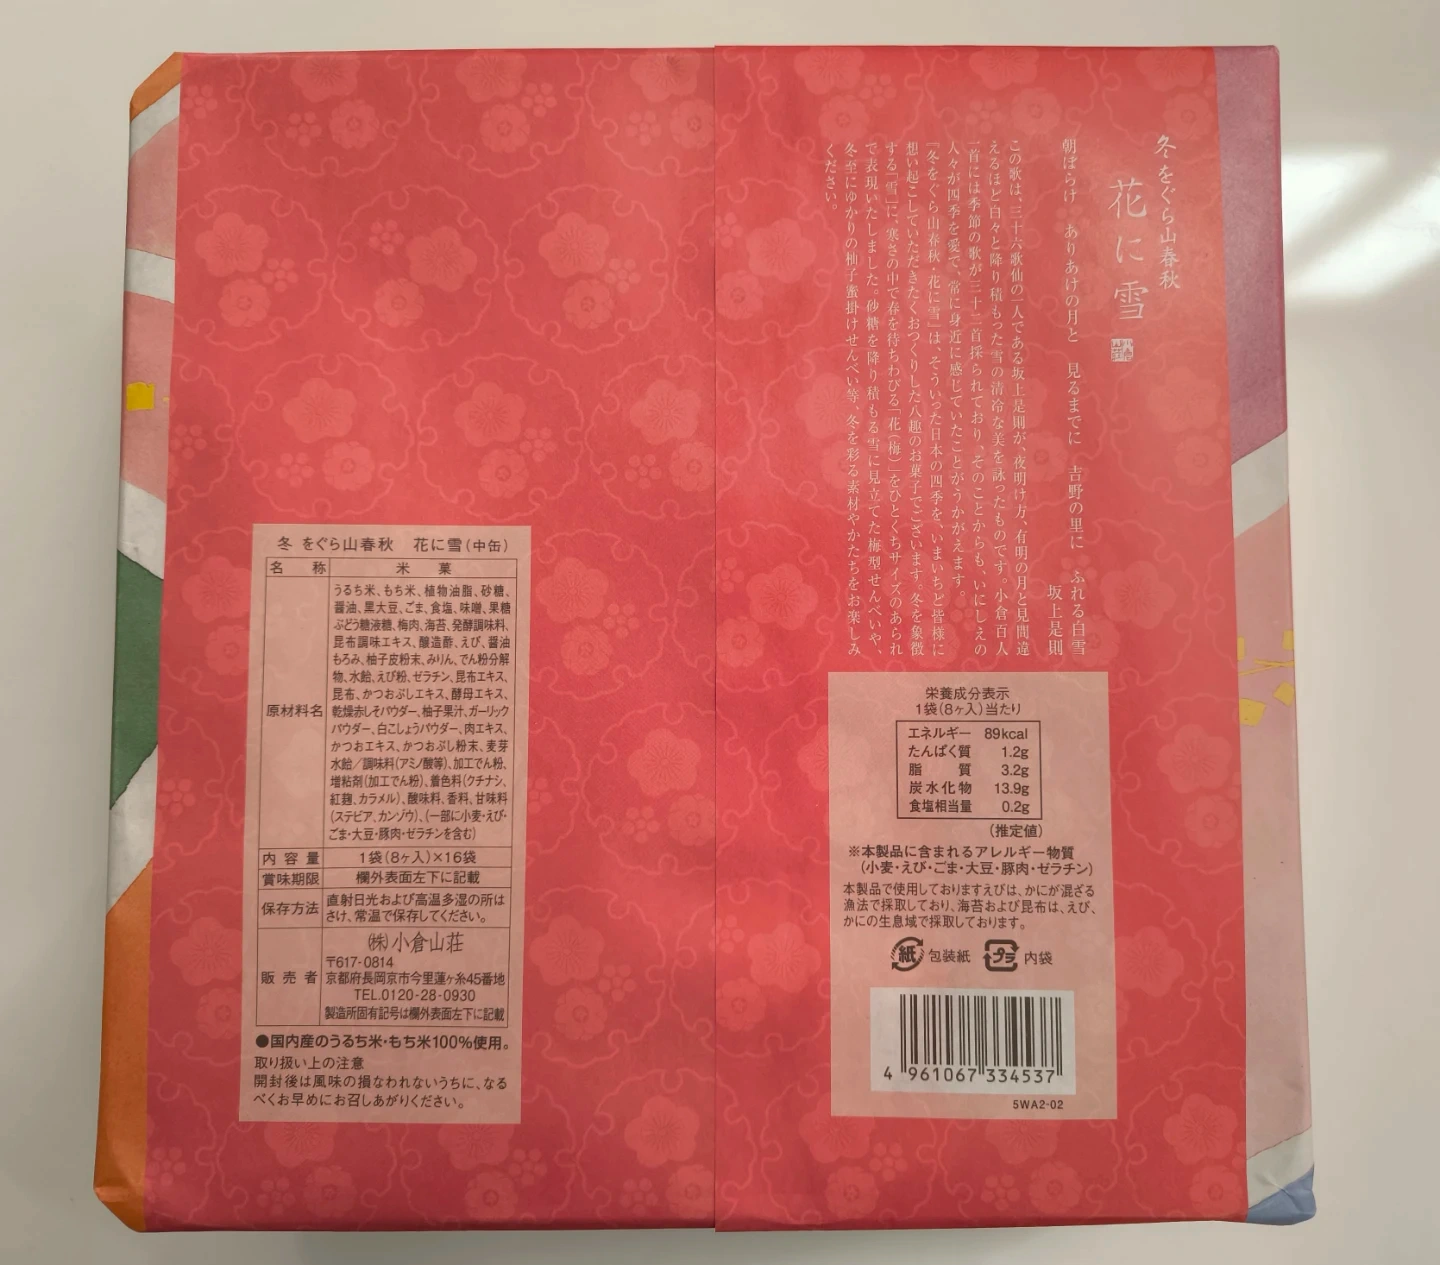 冬をぐら山春秋
花に雪
朝ぼらけ ありあけの月と 見るまでに 吉野の里に ふれる白雪
坂上是則
この歌は、三十六歌仙の一人である坂上是則が、夜明け方、有明の月と見間違
えるほど白々と降り積もった雪の清冷な美を詠ったものです。小倉百人
一首には季節の歌が三十二首採られており、そのことからも、いにしえの
人々が四季を愛で、常に身近に感じていたことがうかがえます。
『冬をぐら山春秋・花に雪』は、そういった日本の四季を、いまいちど皆様に
想い起こしていただきたくおつくりした八趣のお菓子でございます。冬を象徴
する「雪」に、寒さの中で春を待ちわびる「花(梅)」をひとくちサイズのあられ
で表現いたしました。砂糖を降り積もる雪に見立てた梅型せんべいや、
冬至にゆかりの柚子蜜掛けせんべい等、冬を彩る素材やかたちをお楽しみ
ください。
冬 をぐら山春秋 花に雪(中缶)
名 称 米 菓
原材料名
うるち米、もち米、植物油脂、砂糖、
醤油、黒大豆、ごま、食塩、味噌、果糖
ぶどう糖液糖、梅肉、海苔、発酵調味料、
昆布調味エキス、醸造酢、えび、醤油
もろみ、柚子皮粉末、みりん、でん粉分解
物、水飴、えび粉、ゼラチン、昆布エキス、
昆布、かつおぶしエキス、酵母エキス、
乾燥赤しそパウダー、柚子果汁、ガーリック
パウダー、白こしょうパウダー、肉エキス、
かつおエキス、かつおぶし粉末、麦芽
水飴/調味料(アミノ酸等)、加工でん粉、
増粘剤(加工でん粉)、着色料(クチナシ、
紅麹、カラメル)、酸味料、香料、甘味料
(ステビア、カンゾウ)、(一部に小麦・えび・
ごま・大豆・豚肉・ゼラチンを含む)
内容量 1袋(8ヶ入)×16袋
賞味期限 欄外表面左下に記載
保存方法
直射日光および高温多湿の所は
さけ、常温で保存してください。
販売者
㈱小倉山荘
〒617-0814
京都府長岡京市今里蓮ヶ糸45番地
TEL.0120-28-0930
製造所固有記号は欄外表面左下に記載
●国内産のうるち米・もち米100%使用。
取り扱い上の注意
開封後は風味の損なわれないうちに、なる
べくお早めにお召しあがりください。
栄養成分表示
1袋(8ヶ入)当たり
エネルギー 89kcal
たんぱく質 1.2g
脂 質 3.2g
炭水化物 13.9g
食塩相当量 0.2g
(推定値)
※本製品に含まれるアレルギー物質
(小麦・えび・ごま・大豆・豚肉・ゼラチン)
本製品で使用しておりますえびは、かにが混ざる
漁法で採取しており、海苔および昆布は、えび、
かにの生息域で採取しております。
紙 包装紙 プラ 内袋
4 961067 334537
5WA2-02